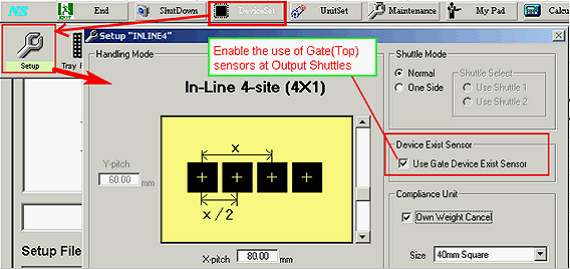 NS End ShutDown DeviceSet UnitSet Maintenance My Pad Calcu
Setup Tray
Setup "INLINE4"
Enable the use of Gate(Top)
sensors at Output Shuttles
Handling Mode
In-Line 4-site (4X1)
X
X / 2
Y-pitch
60.00 mm
X-pitch 80.00 mm
Shuttle Mode
Normal
One Side
Shuttle Select
Use Shuttle 1
Use Shuttle 2
Device Exist Sensor
Use Gate Device Exist Sensor
Compliance Unit
Own Weight Cancel
Size 40mm Square
Setup File